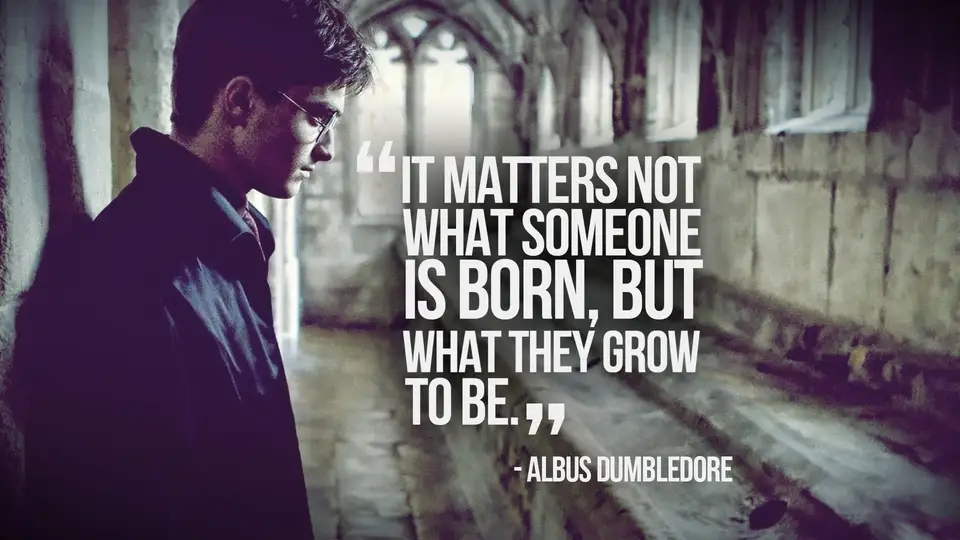 “IT MATTERS NOT
WHAT SOMEONE
IS BORN, BUT
WHAT THEY GROW
TO BE.”
- ALBUS DUMBLEDORE